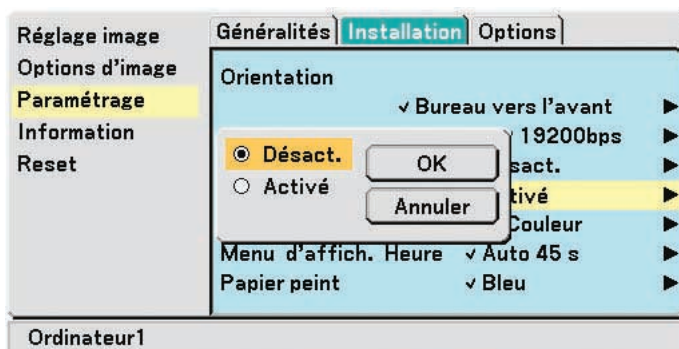 Réglage image
Options d'image
Paramétrage
Information
Reset
Généralités Installation Options
Orientation
√ Bureau vers l'avant
19200bps
sact.
tivé
Couleur
Menu d'affich. Heure √ Auto 45 s
Papier peint √ Bleu
Désact.
Activé
OK
Annuler
Ordinateur1